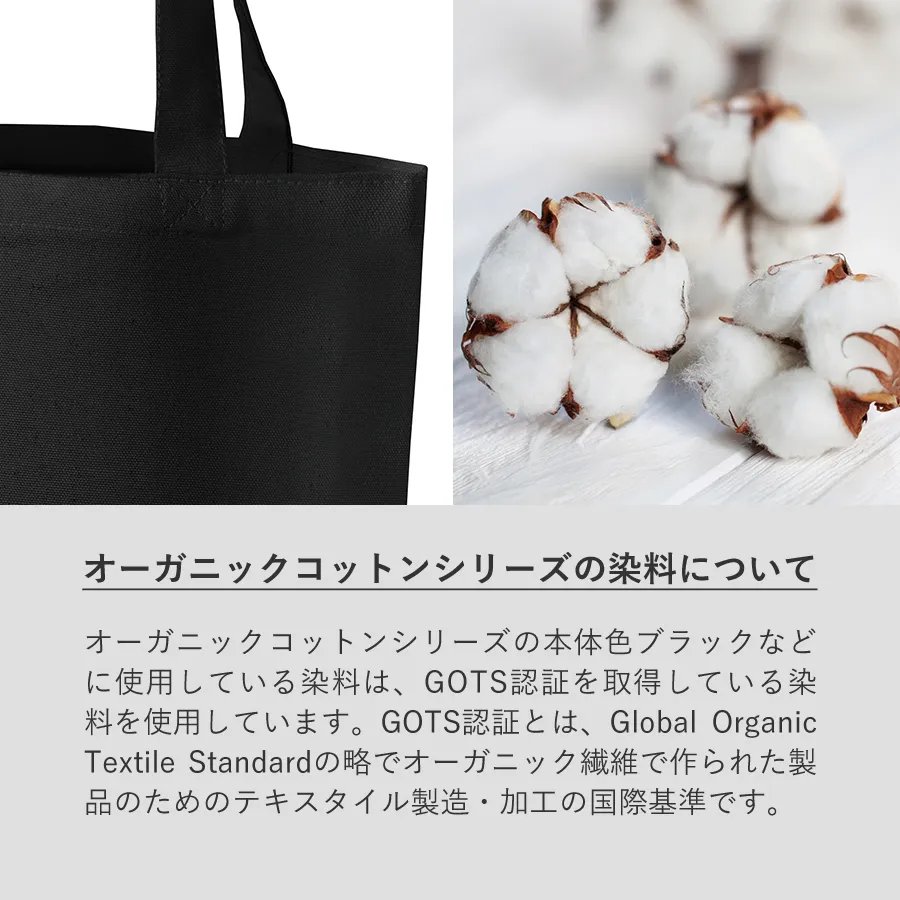 オーガニックコットンシリーズの染料について
オーガニックコットンシリーズの本体色ブラックなど
に使用している染料は、GOTS認証を取得している染
料を使用しています。GOTS認証とは、Global Organic
Textile Standardの略でオーガニック繊維で作られた製
品のためのテキスタイル製造・加工の国際基準です。